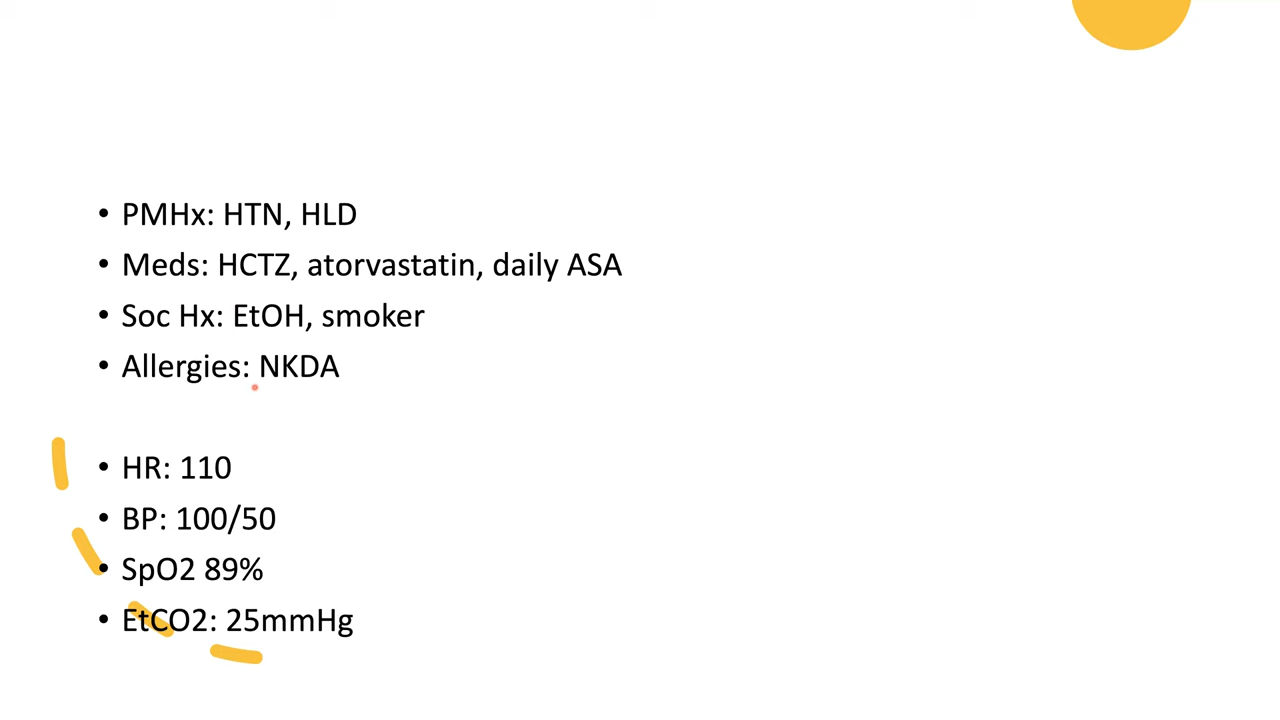 • PMHx: HTN, HLD
• Meds: HCTZ, atorvastatin, daily ASA
• Soc Hx: EtOH, smoker
• Allergies: NKDA
• HR: 110
• BP: 100/50
• SpO2 89%
• EtCO2: 25mmHg